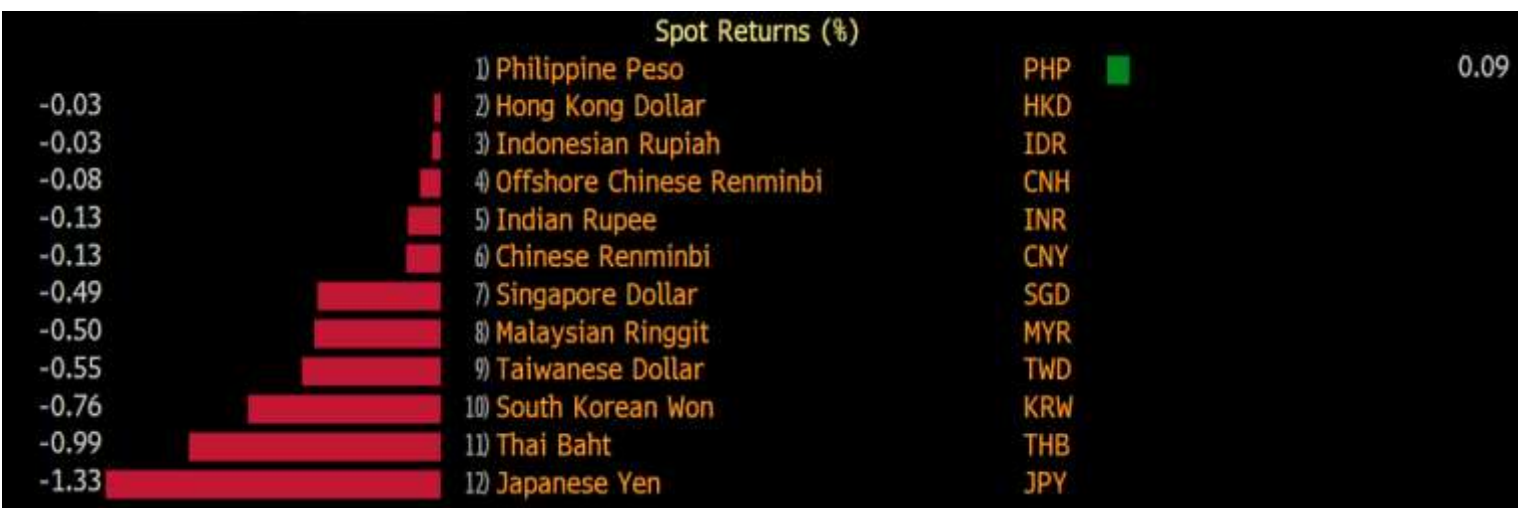 Spot Returns (%)
1) Philippine Peso PHP 0.09
-0.03 2) Hong Kong Dollar HKD
-0.03 3) Indonesian Rupiah IDR
-0.08 4) Offshore Chinese Renminbi CNH
-0.13 5) Indian Rupee INR
-0.13 6) Chinese Renminbi CNY
-0.49 7) Singapore Dollar SGD
-0.50 8) Malaysian Ringgit MYR
-0.55 9) Taiwanese Dollar TWD
-0.76 10) South Korean Won KRW
-0.99 11) Thai Baht THB
-1.33 12) Japanese Yen JPY